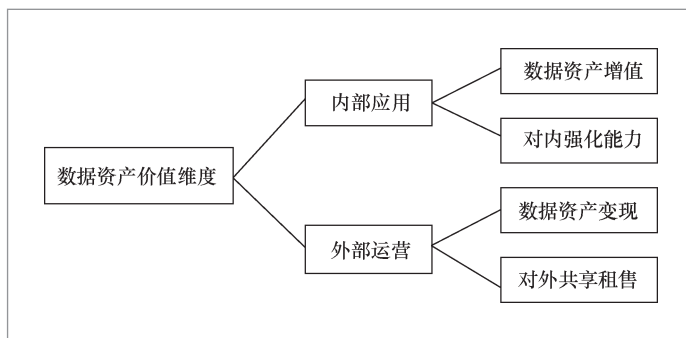 数据资产价值维度
内部应用
数据资产增值
对内强化能力
外部运营
数据资产变现
对外共享租售